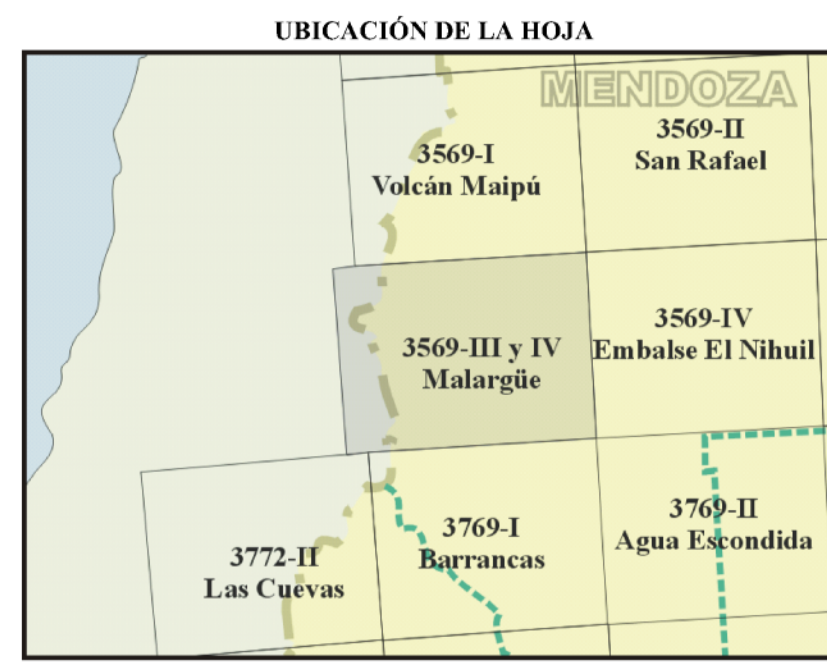 UBICACIÓN DE LA HOJA
MENDOZA
3569-I
Volcán Maipú
3569-II
San Rafael
3569-III y IV
Malargüe
3569-IV
Embalse El Nihuil
3772-II
Las Cuevas
3769-I
Barrancas
3769-II
Agua Escondida